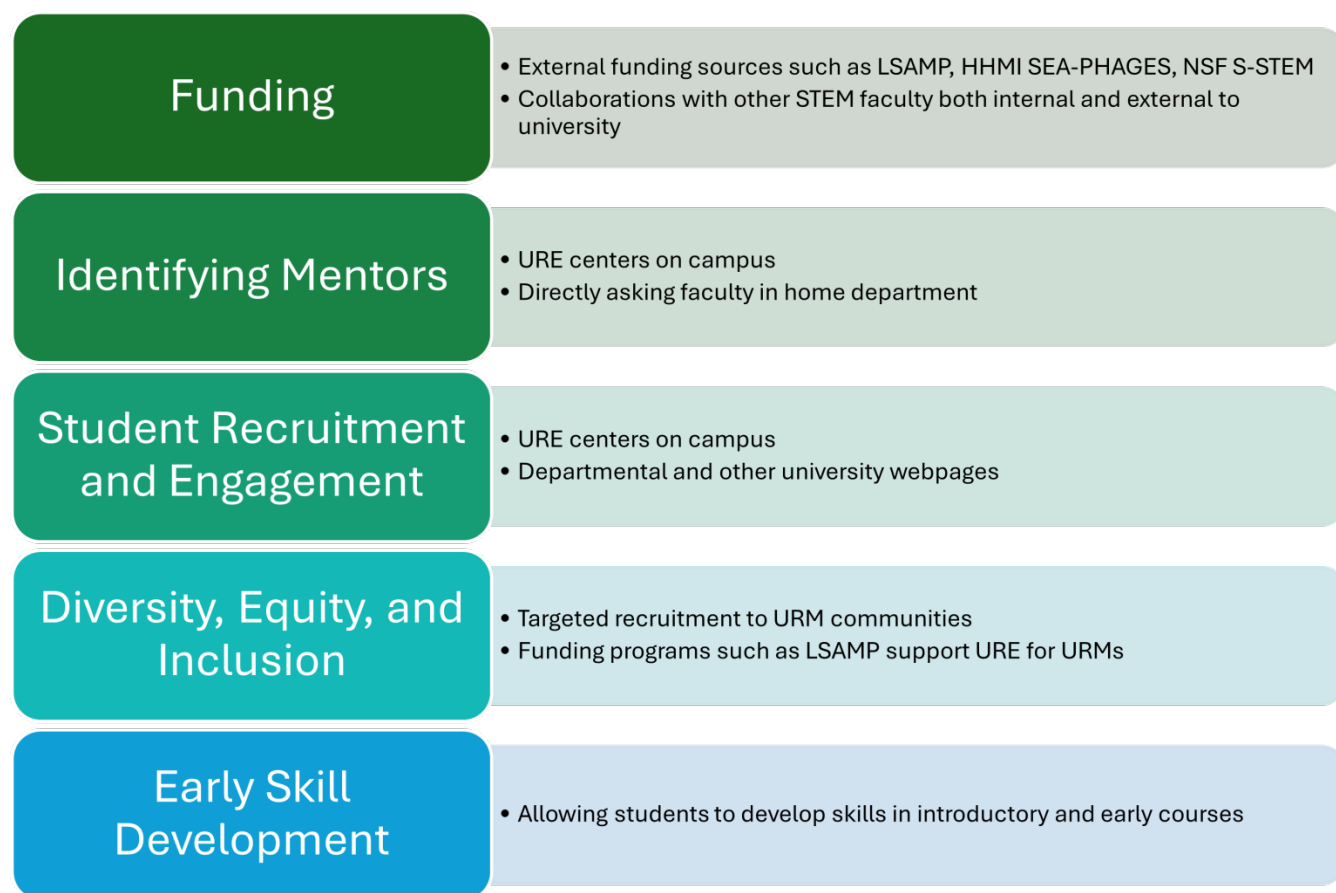 Funding
• External funding sources such as LSAMP, HHMI SEA-PHAGES, NSF S-STEM
• Collaborations with other STEM faculty both internal and external to
university
Identifying Mentors
• URE centers on campus
• Directly asking faculty in home department
Student Recruitment
and Engagement
• URE centers on campus
• Departmental and other university webpages
Diversity, Equity, and
Inclusion
• Targeted recruitment to URM communities
• Funding programs such as LSAMP support URE for URMs
Early Skill
Development
• Allowing students to develop skills in introductory and early courses